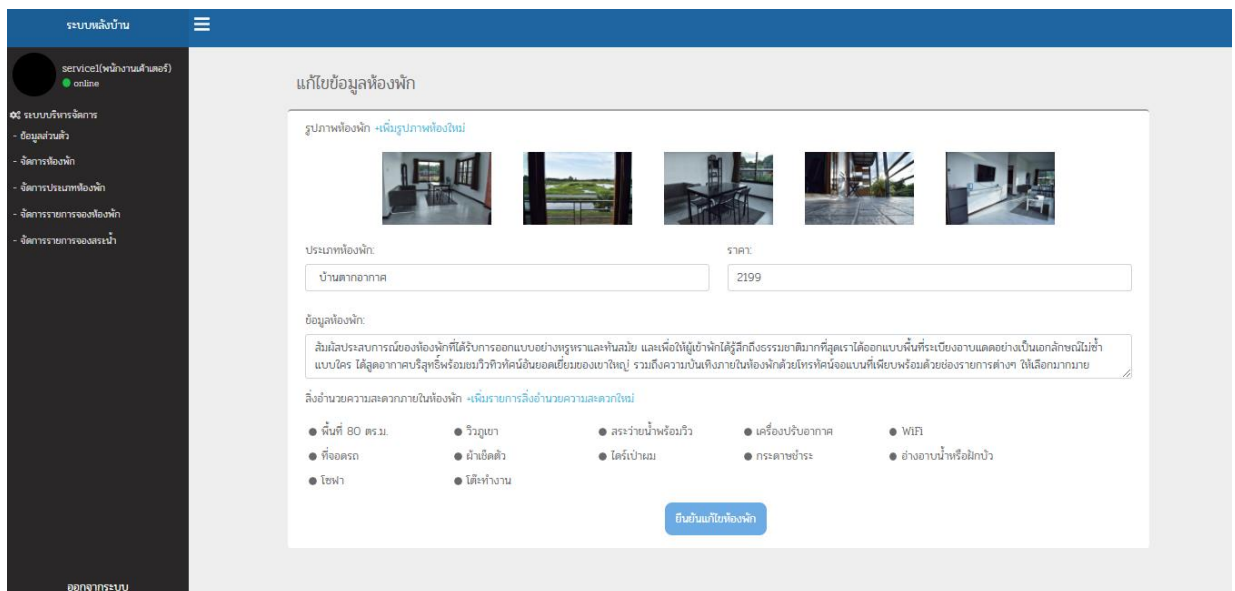 ระบบหลังบ้าน
service1(พนักงานเค้าเตอร์)
online
ระบบบริหารจัดการ
- ข้อมูลส่วนตัว
- จัดการห้องพัก
- จัดการประเภทห้องพัก
- จัดการรายการจองห้องพัก
- จัดการรายการจองสระน้ำ
ออกจากระบบ
แก้ไขข้อมูลห้องพัก
รูปภาพห้องพัก +เพิ่มรูปภาพห้องใหม่
ประเภทห้องพัก: ราคา:
บ้านตากอากาศ 2199
ข้อมูลห้องพัก:
สัมผัสประสบการณ์ของห้องพักที่ได้รับการออกแบบอย่างหรูหราและทันสมัย และเพื่อให้ผู้เข้าพักได้รู้สึกถึงธรรมชาติมากที่สุดเราได้ออกแบบพื้นที่ระเบียงอาบแดดอย่างเป็นเอกลักษณ์ไม่ซ้ำ
แบบใคร ได้สูดอากาศบริสุทธิ์พร้อมชมวิวทิวทัศน์อันยอดเยี่ยมของเขาใหญ่ รวมถึงความบันเทิงภายในห้องพักด้วยโทรทัศน์จอแบนที่เพียบพร้อมด้วยช่องรายการต่างๆ ให้เลือกมากมาย
สิ่งอำนวยความสะดวกภายในห้องพัก +เพิ่มรายการสิ่งอำนวยความสะดวกใหม่
พื้นที่ 80 ตร.ม. วิวภูเขา สระว่ายน้ำพร้อมวิว เครื่องปรับอากาศ WiFi
ที่จอดรถ ผ้าเช็ดตัว ไดร์เป่าผม กระดาษชำระ อ่างอาบน้ำหรือฝักบัว
โซฟา โต๊ะทำงาน
ยืนยันแก้ไขห้องพัก